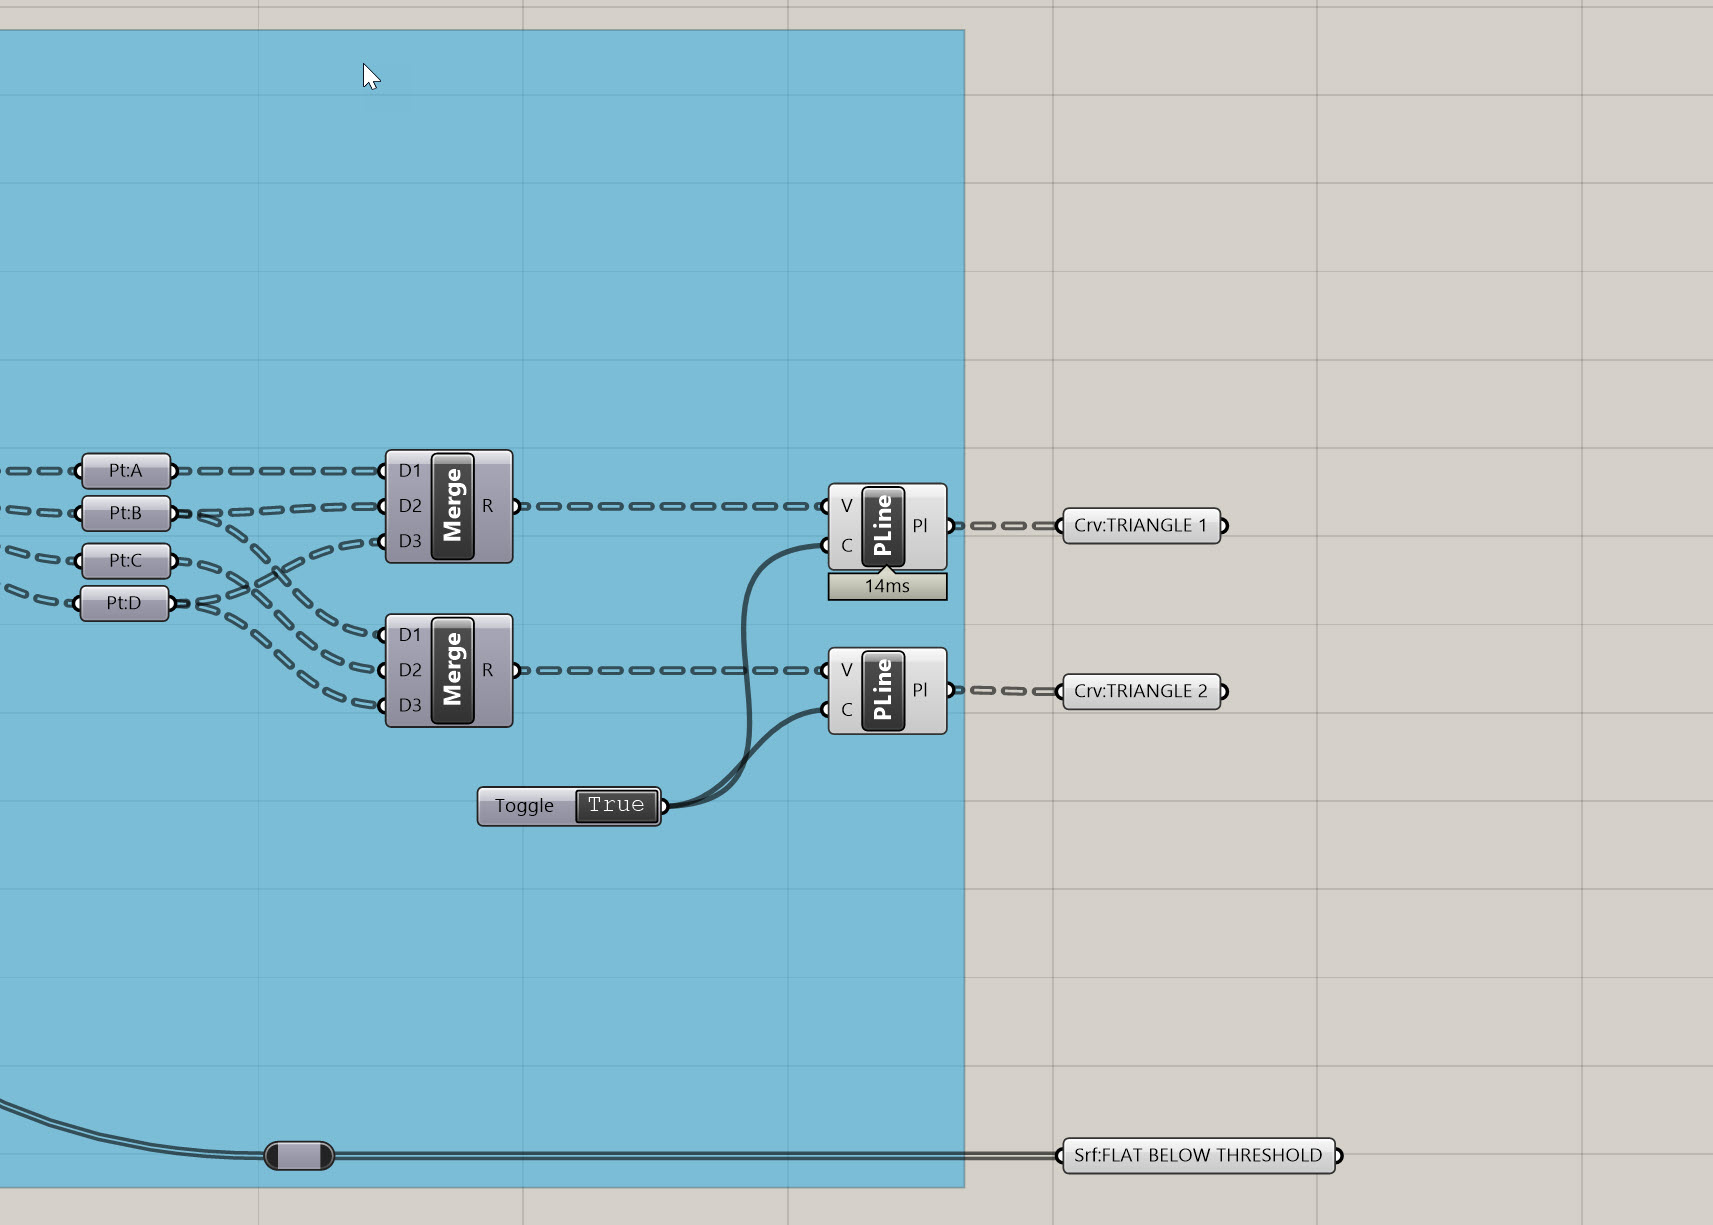 Pt:A
Pt:B
Pt:C
Pt:D
D1
D2
D3
Merge
R
D1
D2
D3
Merge
R
Toggle
True
V
C
PLine
Pl
14ms
V
C
PLine
Pl
Crv:TRIANGLE 1
Crv:TRIANGLE 2
Srf:FLAT BELOW THRESHOLD